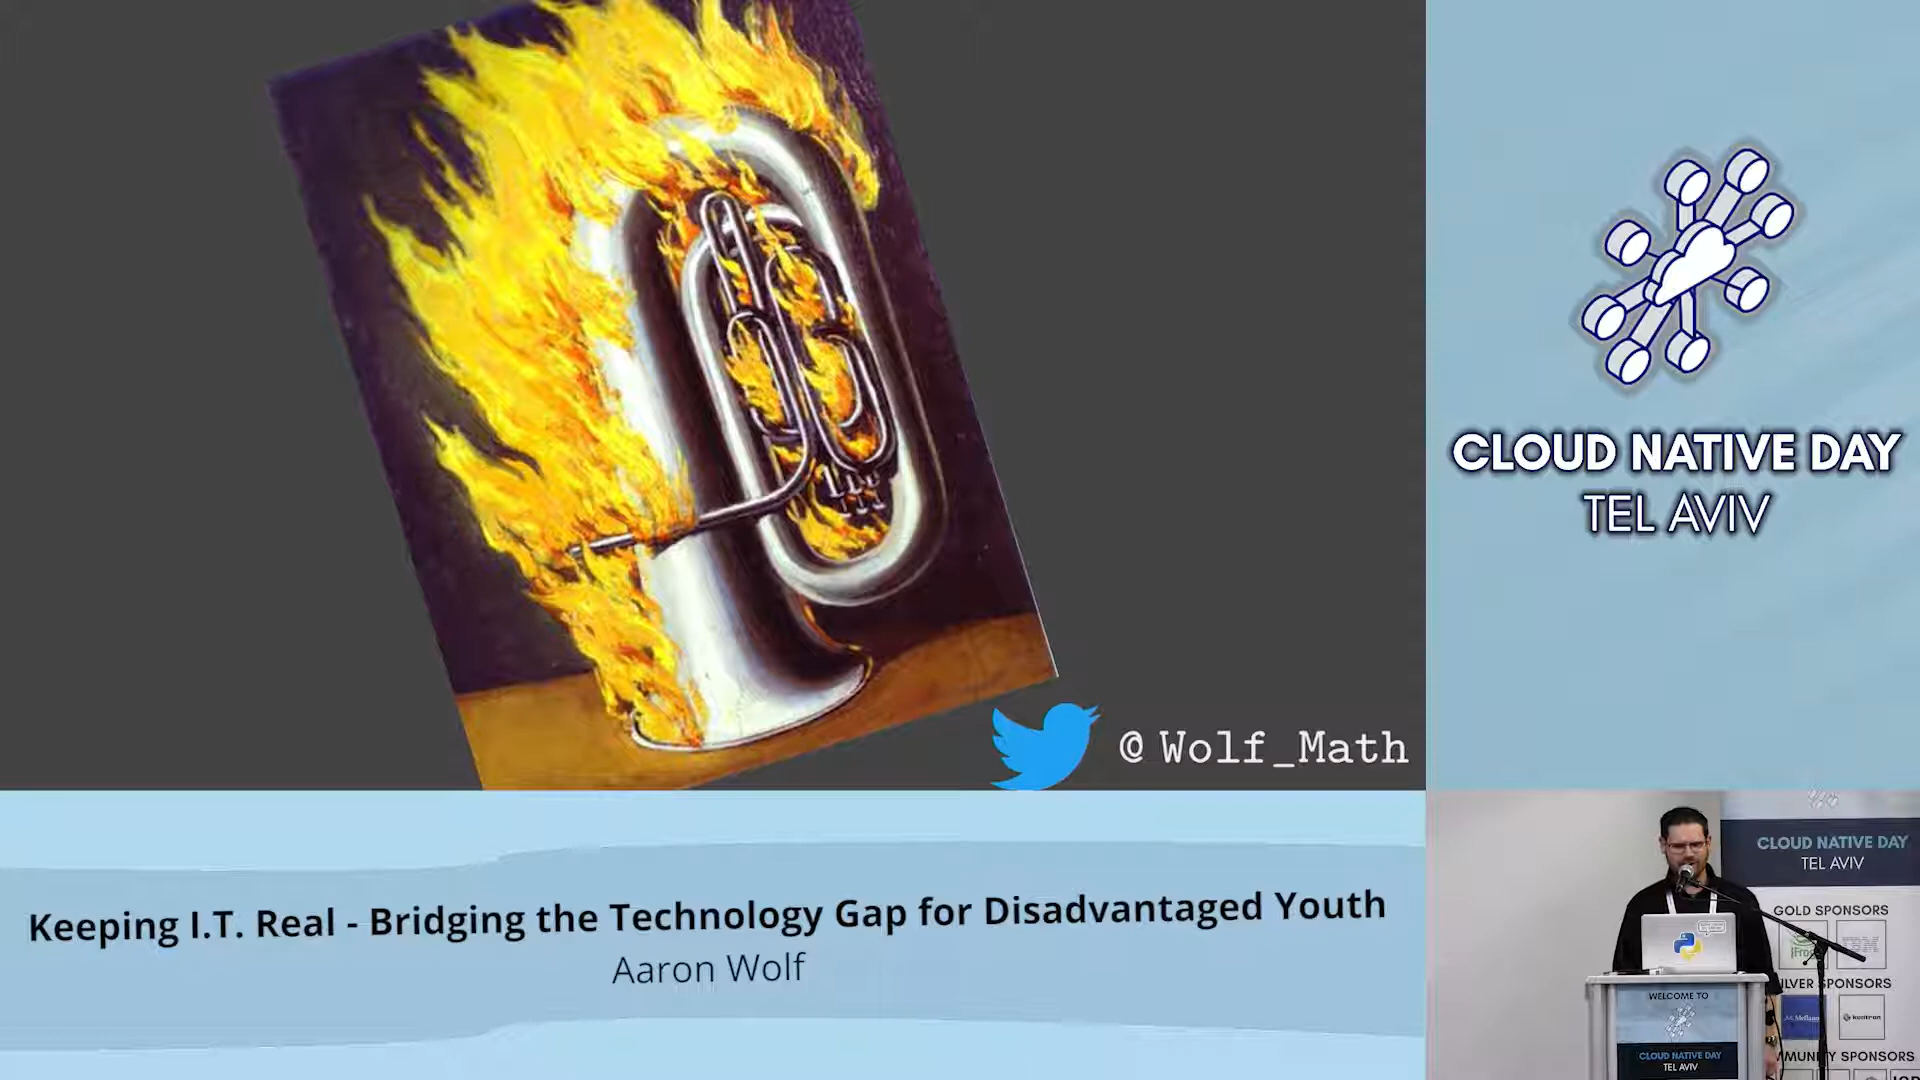 @Wolf_Math
CLOUD NATIVE DAY
TEL AVIV
Keeping I.T. Real - Bridging the Technology Gap for Disadvantaged Youth
Aaron Wolf
CLOUD NATIVE DAY
TEL AVIV
GOLD SPONSORS
IBM
SPONSORS
kontron
WELCOME TO
CLOUD NATIVE DAY
TEL AVIV
SPONSORS